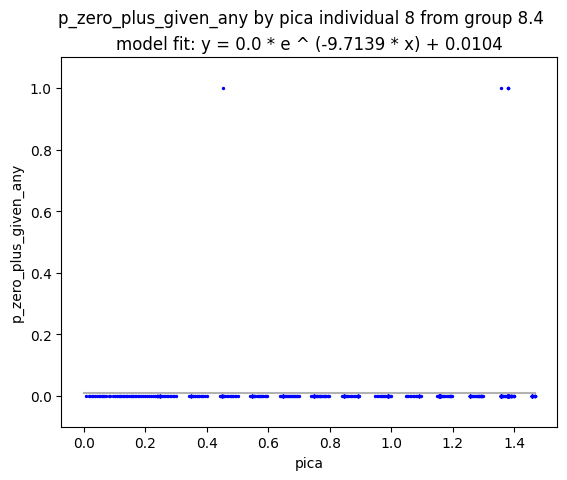 p_zero_plus_given_any by pica individual 8 from group 8.4
model fit: y = 0.0 * e ^ (-9.7139 * x) + 0.0104
1.0
0.8
0.6
0.4
0.2
0.0
p_zero_plus_given_any
0.0 0.2 0.4 0.6 0.8 1.0 1.2 1.4
pica